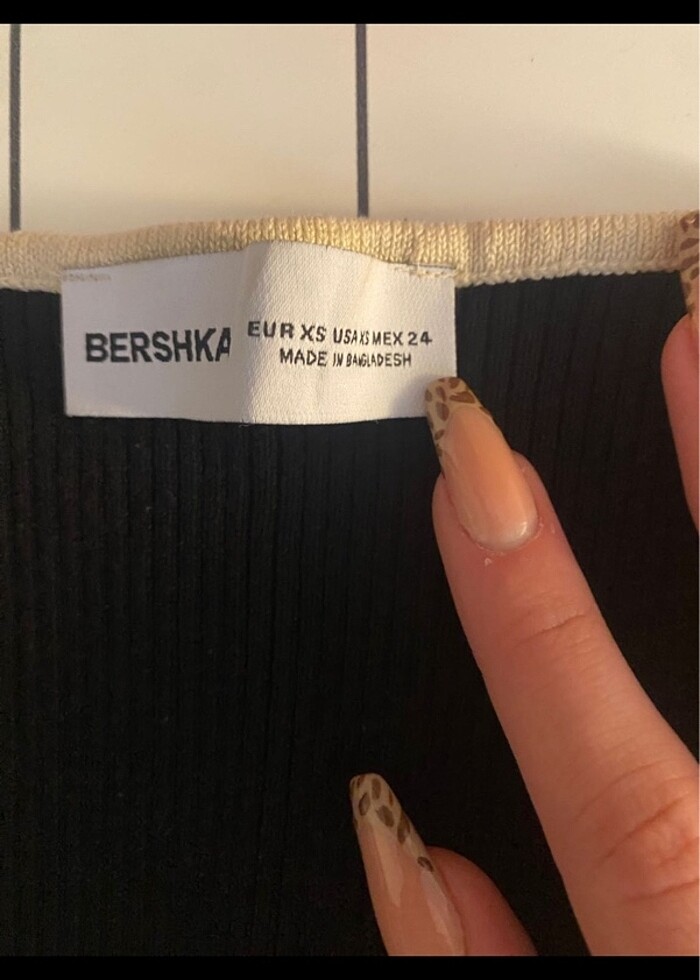 BERSHKA
EUR XS USA XS MEX 24
MADE IN BANGLADESH